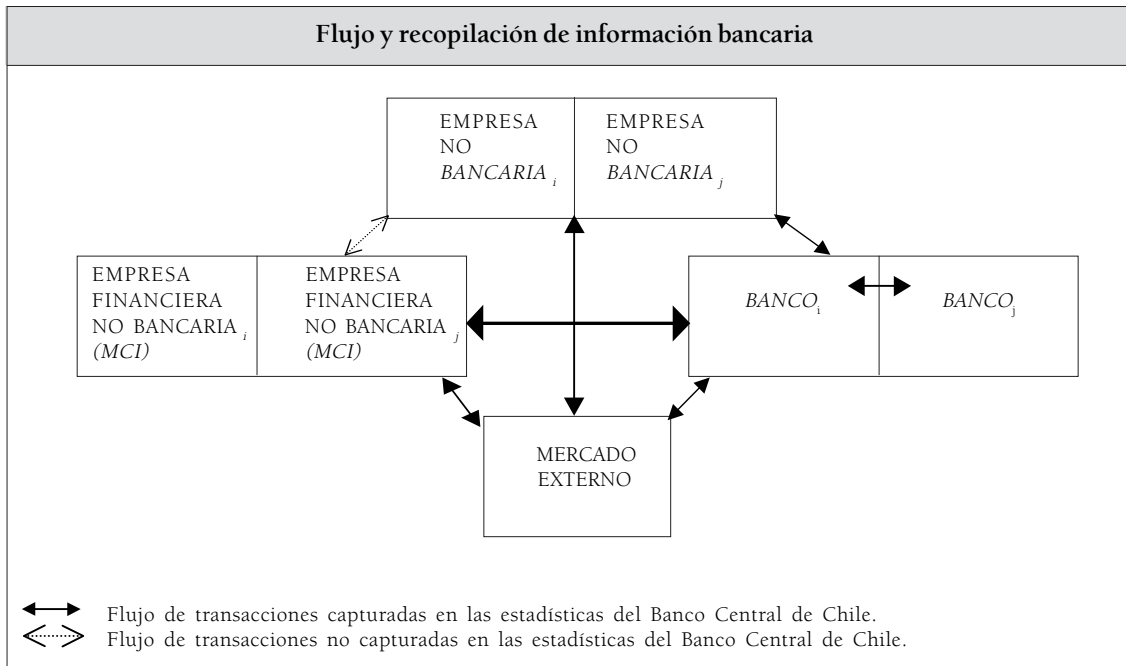 Flujo y recopilación de información bancaria
EMPRESA
NO
BANCARIA i
EMPRESA
NO
BANCARIA j
EMPRESA
FINANCIERA
NO BANCARIA i
(MCI)
EMPRESA
FINANCIERA
NO BANCARIA j
(MCI)
BANCO i
BANCO j
MERCADO
EXTERNO
Flujo de transacciones capturadas en las estadísticas del Banco Central de Chile.
Flujo de transacciones no capturadas en las estadísticas del Banco Central de Chile.